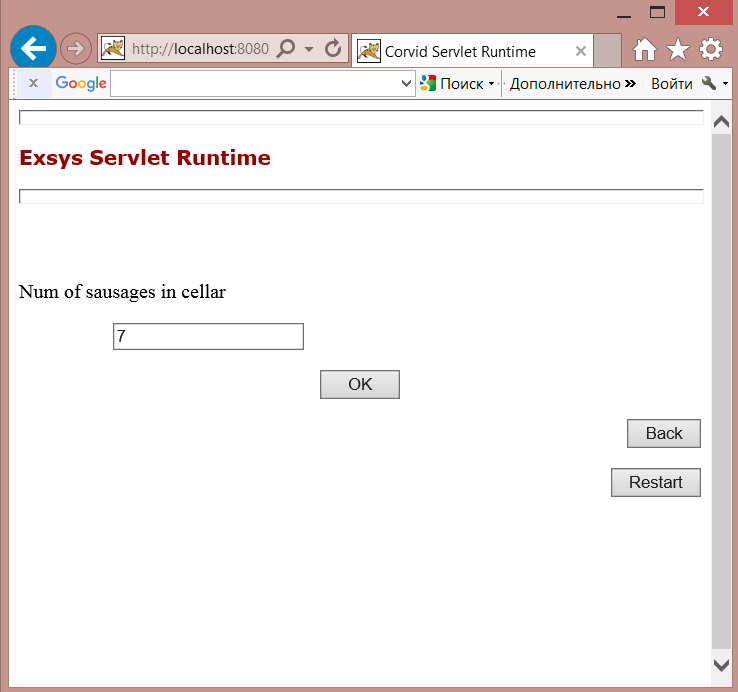 http://localhost:8080
Corvid Servlet Runtime
x Google Поиск Дополнительно » Войти
Exsys Servlet Runtime
Num of sausages in cellar
7
OK
Back
Restart